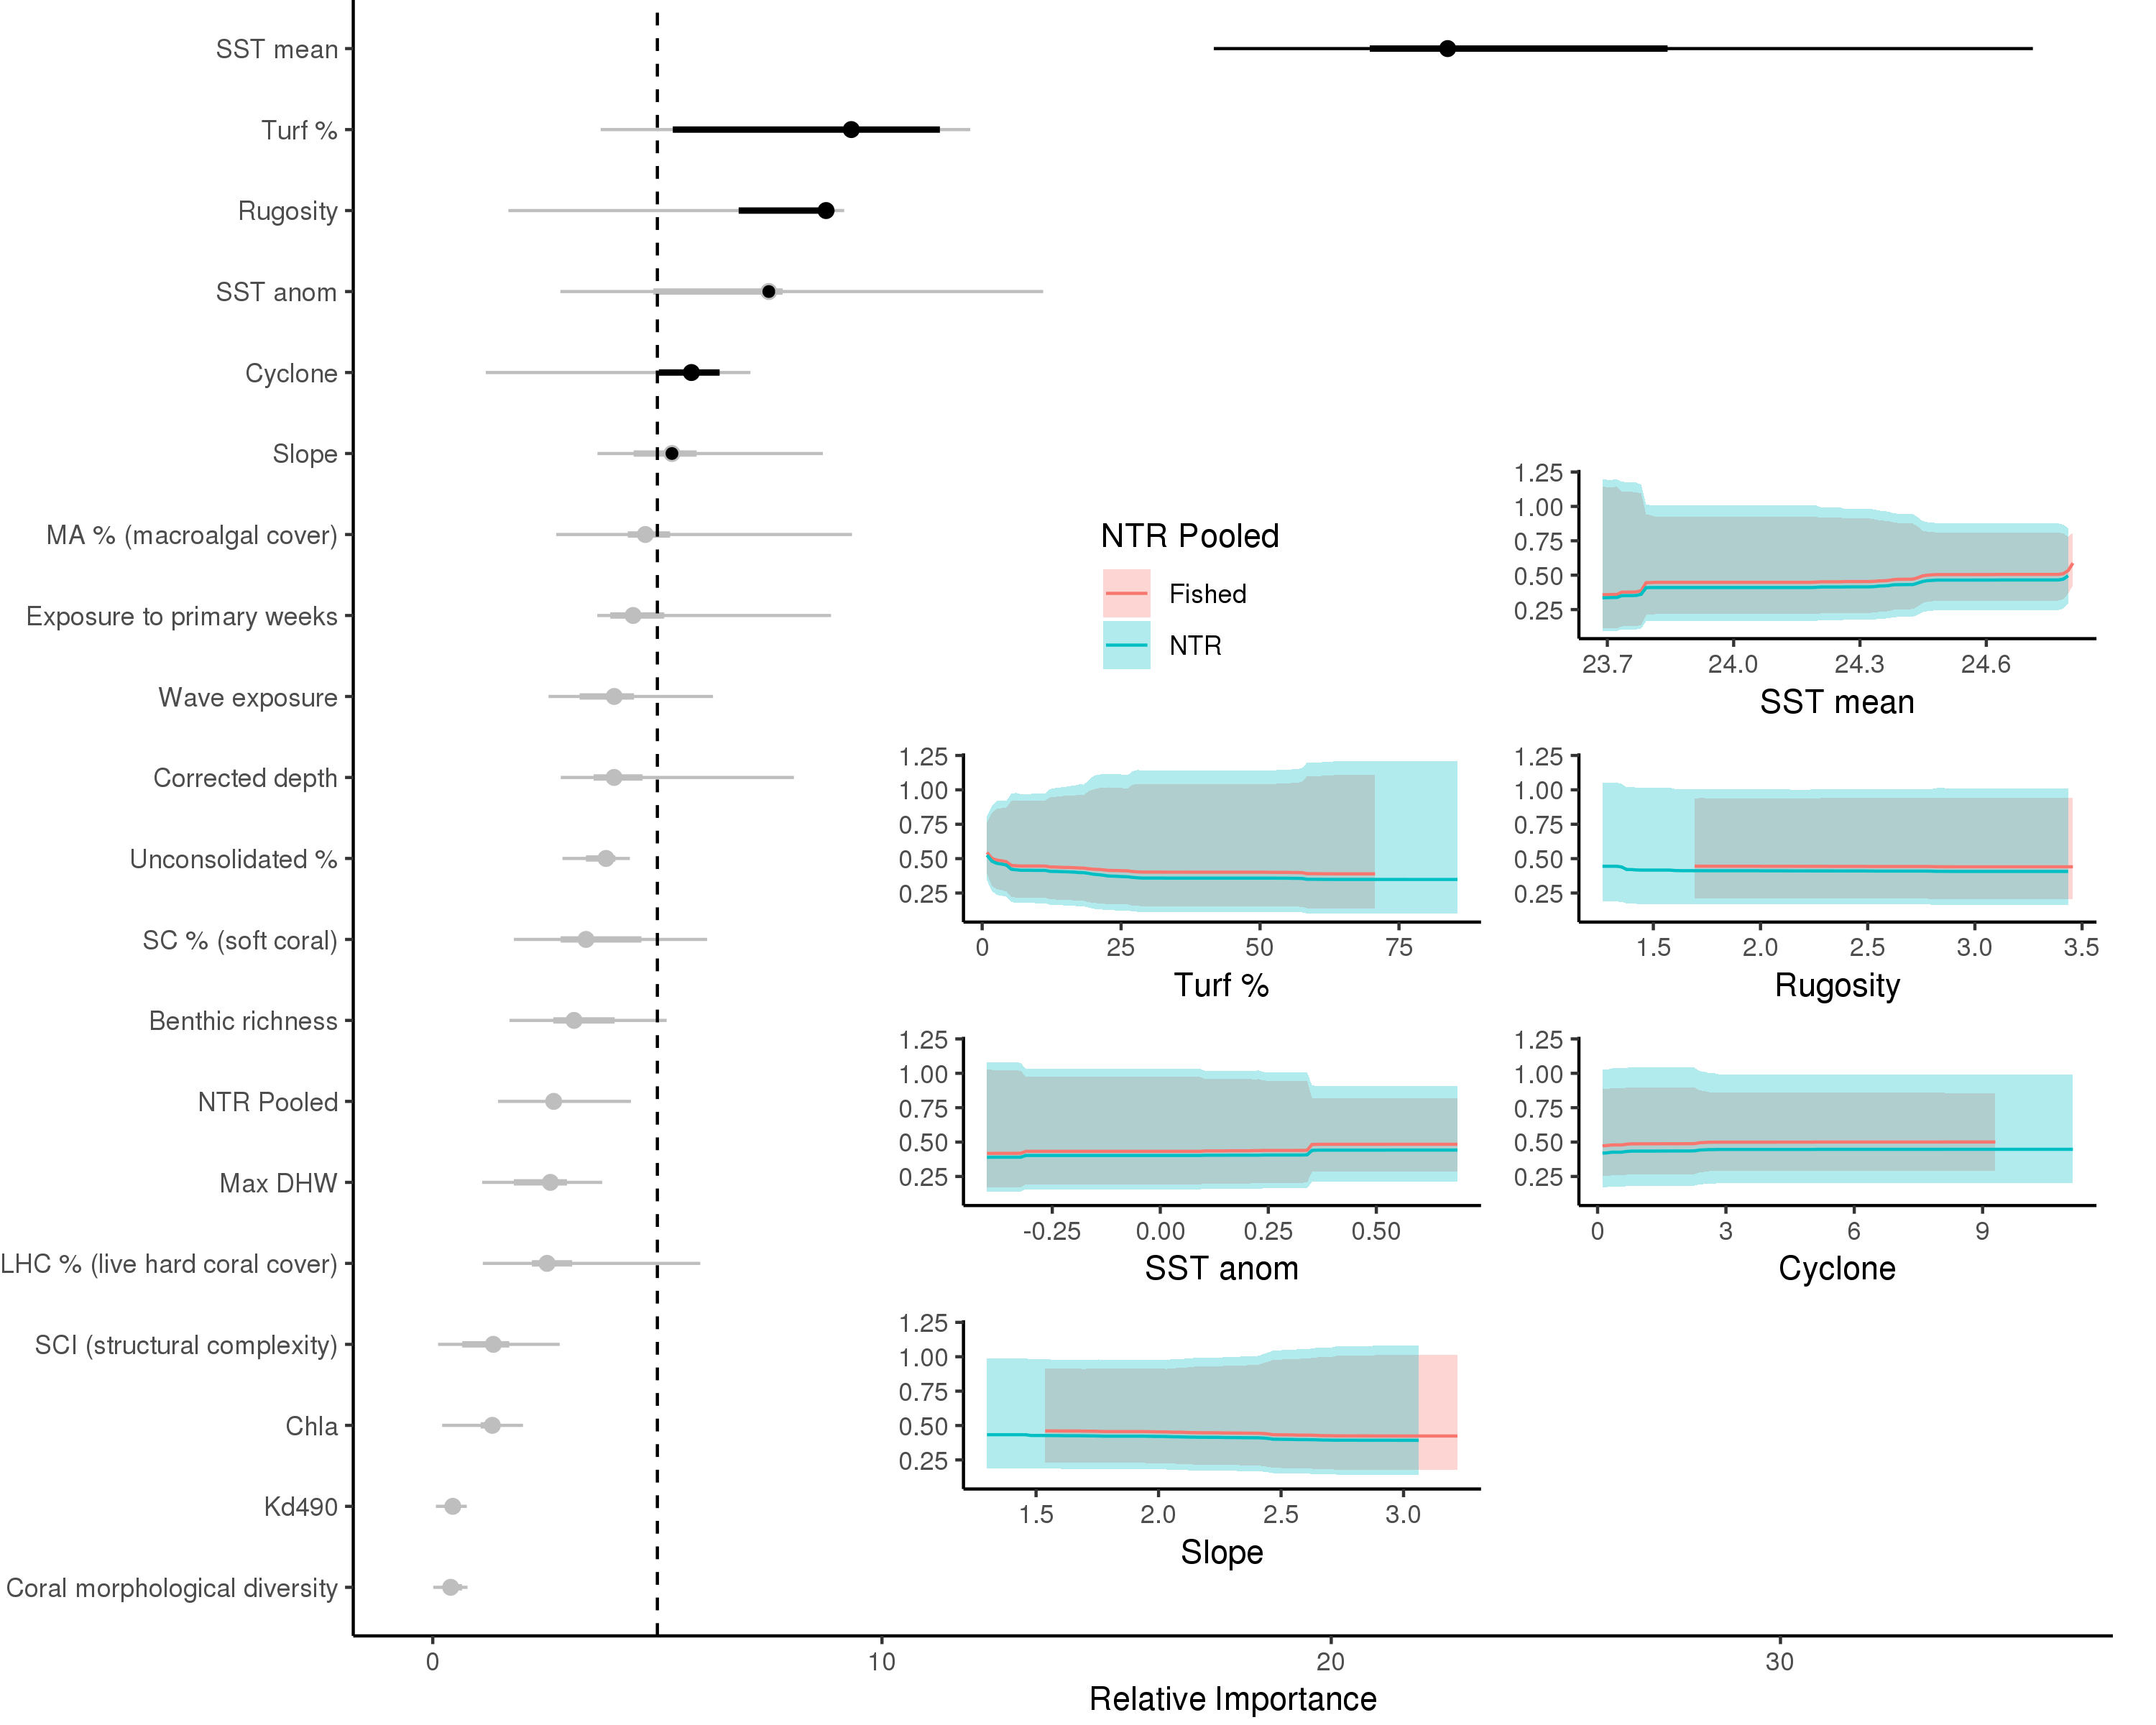 SST mean
Turf %
Rugosity
SST anom
Cyclone
Slope
MA % (macroalgal cover)
Exposure to primary weeks
Wave exposure
Corrected depth
Unconsolidated %
SC % (soft coral)
Benthic richness
NTR Pooled
Max DHW
LHC % (live hard coral cover)
SCI (structural complexity)
Chla
Kd490
Coral morphological diversity
0 10 20 30
Relative Importance
NTR Pooled
Fished
NTR
1.25
1.00
0.75
0.50
0.25
23.7 24.0 24.3 24.6
SST mean
1.25
1.00
0.75
0.50
0.25
0 25 50 75
Turf %
1.25
1.00
0.75
0.50
0.25
1.5 2.0 2.5 3.0 3.5
Rugosity
1.25
1.00
0.75
0.50
0.25
-0.25 0.00 0.25 0.50
SST anom
1.25
1.00
0.75
0.50
0.25
0 3 6 9
Cyclone
1.25
1.00
0.75
0.50
0.25
1.5 2.0 2.5 3.0
Slope